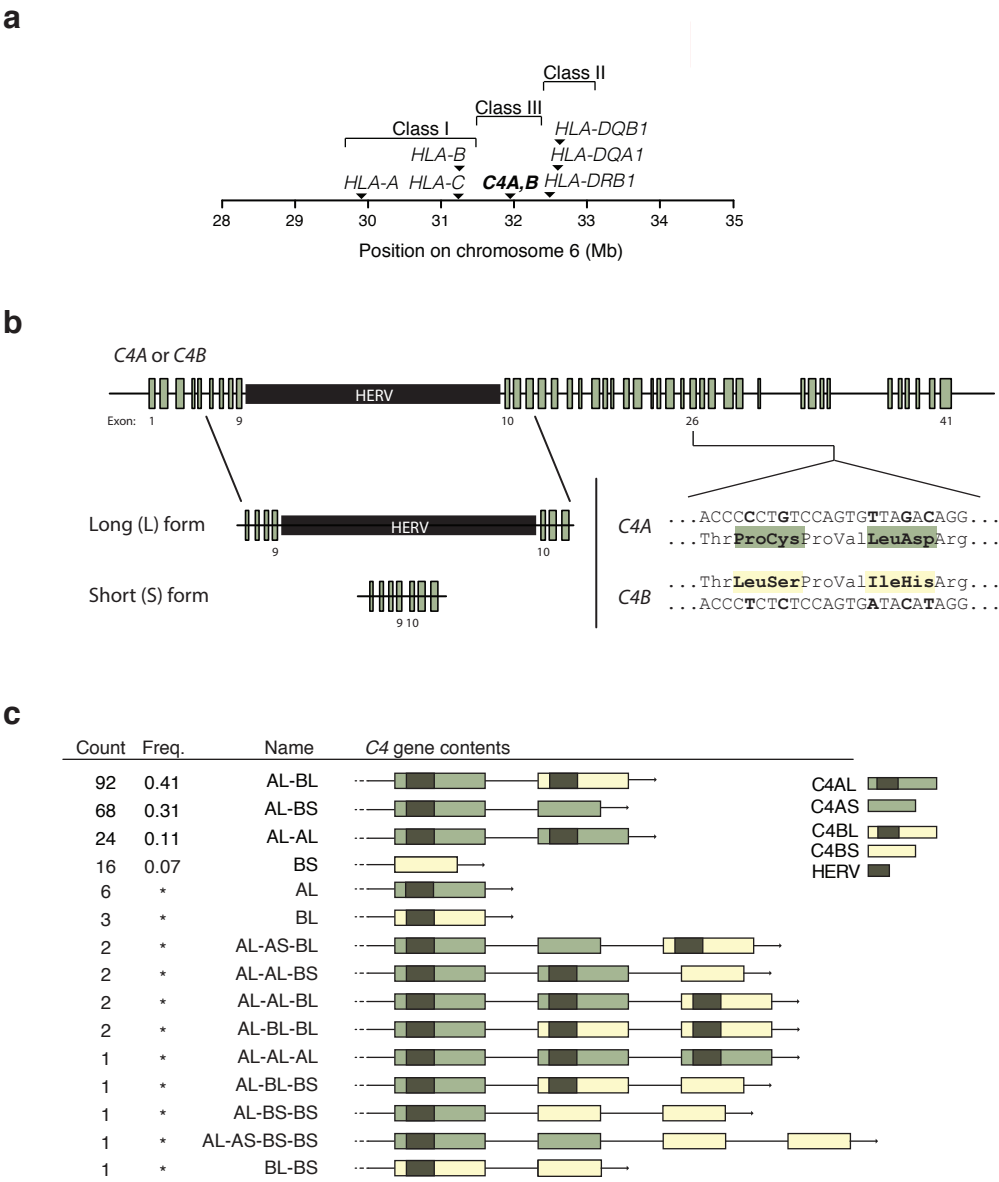 a
Class II
Class III
Class I
HLA-DQB1
HLA-B
HLA-DQA1
HLA-A HLA-C C4A,B HLA-DRB1
28 29 30 31 32 33 34 35
Position on chromosome 6 (Mb)
b
C4A or C4B
HERV
Exon: 1 9 10 26 41
Long (L) form
HERV
9 10
Short (S) form
9 10
C4A
...ACCCCCTGTCCAGTGTTAGACAGG...
...ThrProCysProValLeuAspArg...
C4B
...ThrLeuSerProValIleHisArg...
...ACCCTCTCTCCAGTGATACATAGG...
c
Count Freq. Name C4 gene contents
92 0.41 AL-BL
68 0.31 AL-BS
24 0.11 AL-AL
16 0.07 BS
6 * AL
3 * BL
2 * AL-AS-BL
2 * AL-AL-BS
2 * AL-AL-BL
2 * AL-BL-BL
1 * AL-AL-AL
1 * AL-BL-BS
1 * AL-BS-BS
1 * AL-AS-BS-BS
1 * BL-BS
C4AL
C4AS
C4BL
C4BS
HERV